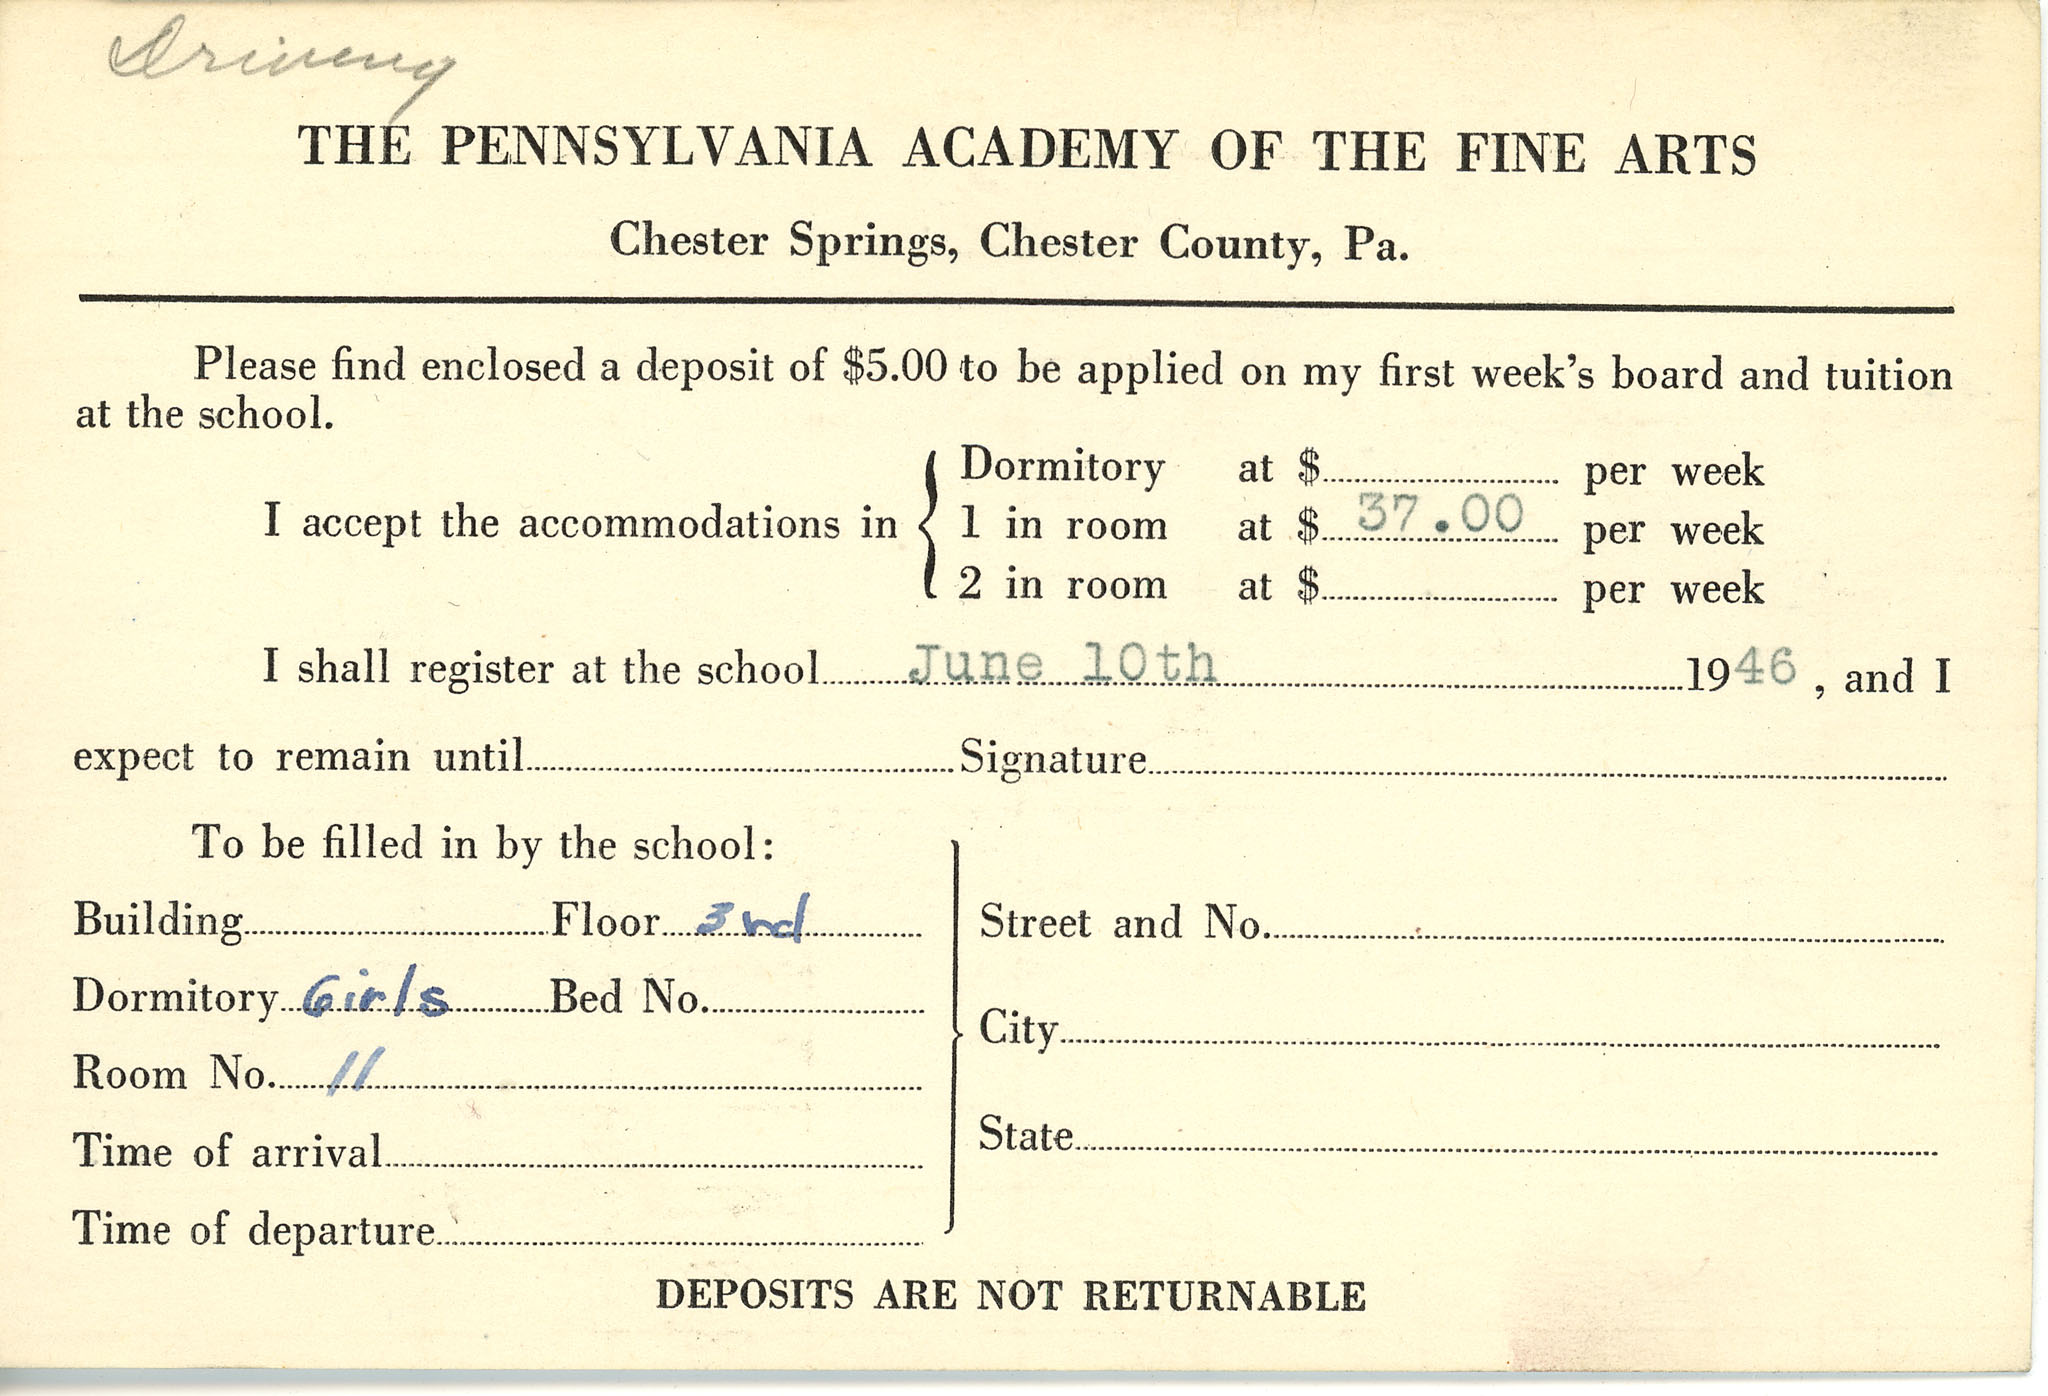 Driving
THE PENNSYLVANIA ACADEMY OF THE FINE ARTS
Chester Springs, Chester County, Pa.
Please find enclosed a deposit of $5.00 to be applied on my first week's board and tuition
at the school.
I accept the accommodations in
Dormitory at $ per week
1 in room at $ 37.00 per week
2 in room at $ per week
I shall register at the school June 10th 1946, and I
expect to remain until Signature
To be filled in by the school:
Building Floor 3rd
Dormitory Girls Bed No.
Room No. 11
Time of arrival
Time of departure
Street and No.
City
State
DEPOSITS ARE NOT RETURNABLE